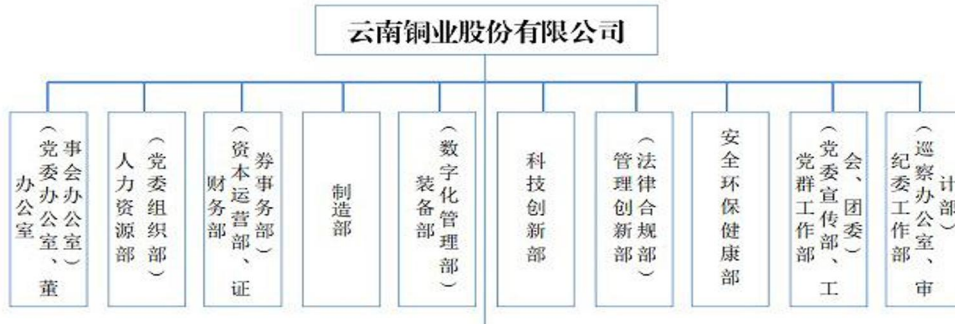 云南铜业股份有限公司
办公室
（党委办公室、董
事会办公室）
人力资源部
（党委组织部）
财务部
（资本运营部、证
券事务部）
制造部
装备部
（数字化管理部）
科技创新部
管理创新部
（法律合规部）
安全环保健康部
党群工作部
（党委宣传部、工
会、团委）
纪委工作部
（巡察办公室、审
计部）